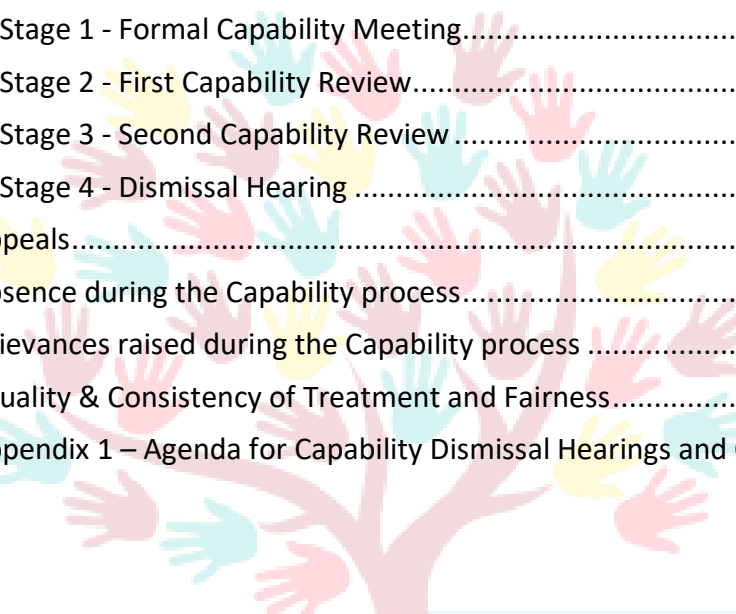 Stage 1 - Formal Capability Meeting....................................
Stage 2 - First Capability Review..........................................
Stage 3 - Second Capability Review ....................................
Stage 4 - Dismissal Hearing .................................................
ppeals.....................................................................................
sence during the Capability process...................................
ievances raised during the Capability process ...................
uality & Consistency of Treatment and Fairness................
ppendix 1 – Agenda for Capability Dismissal Hearings and